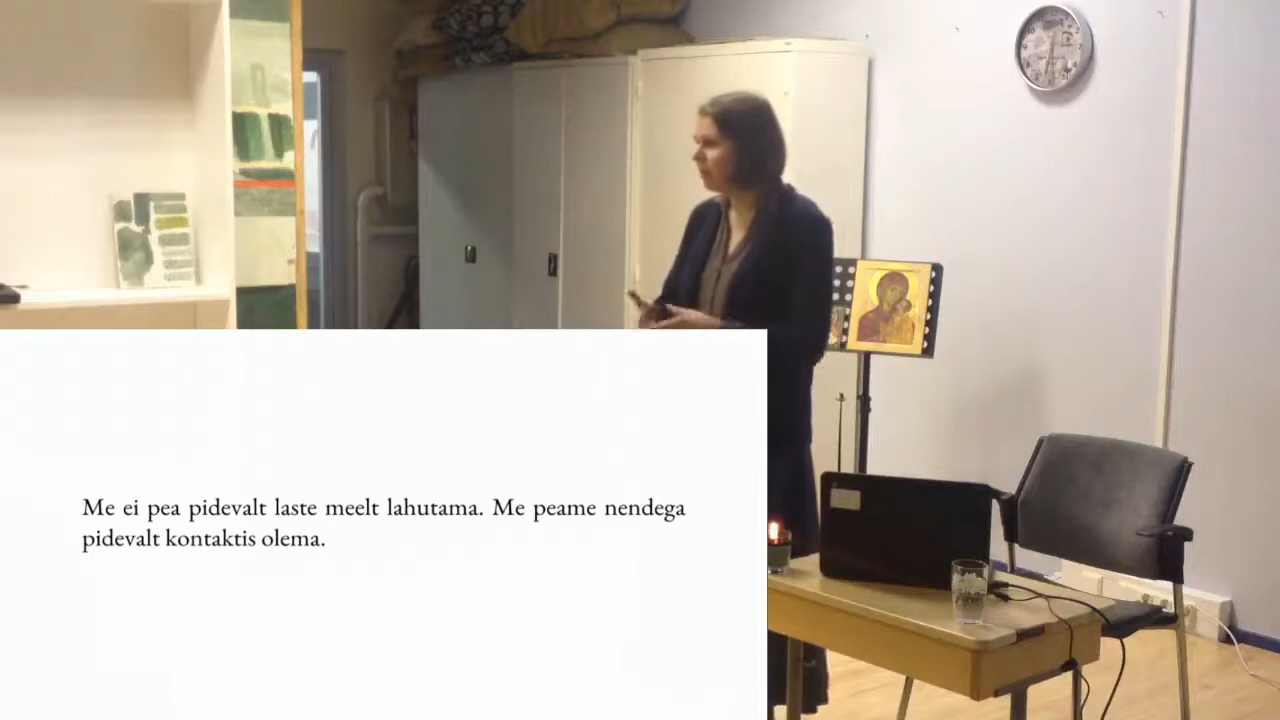 Me ei pea pidevalt laste meelt lahutama. Me peame nendega
pidevalt kontaktis olema.